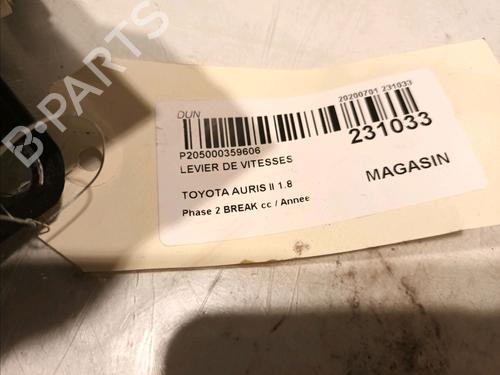 DUN
20200701 231033
P205000359606
231033
LEVIER DE VITESSES
MAGASIN
TOYOTA AURIS II 1.8
Phase 2 BREAK cc / Annee
B-PARTS